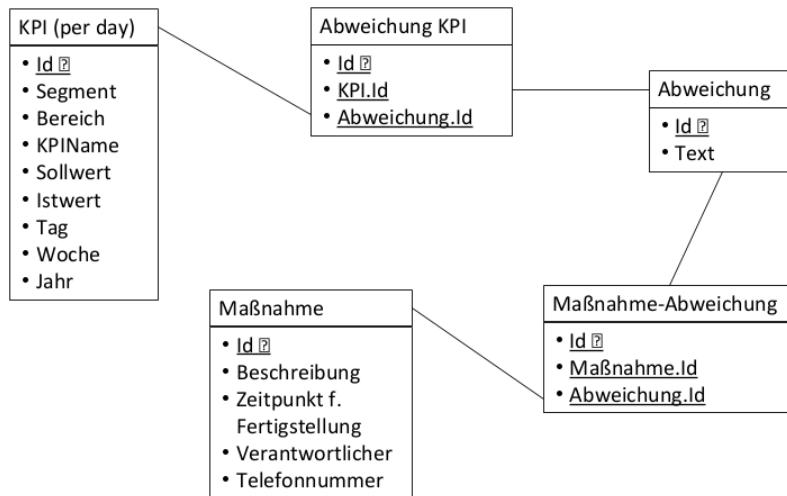 KPI (per day)
• Id
• Segment
• Bereich
• KPIName
• Sollwert
• Istwert
• Tag
• Woche
• Jahr
Abweichung KPI
• Id
• KPI.Id
• Abweichung.Id
Abweichung
• Id
• Text
Maßnahme
• Id
• Beschreibung
• Zeitpunkt f.
Fertigstellung
• Verantwortlicher
• Telefonnummer
Maßnahme-Abweichung
• Id
• Maßnahme.Id
• Abweichung.Id